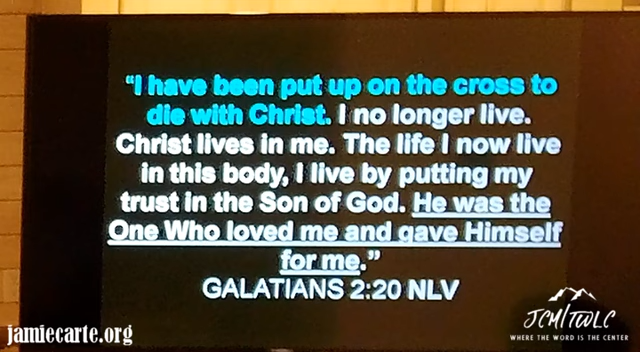 “I have been put up on the cross to
die with Christ. I no longer live.
Christ lives in me. The life I now live
in this body, I live by putting my
trust in the Son of God. He was the
One Who loved me and gave Himself
for me.”
GALATIANS 2:20 NLV
jamiecarte.org
JCM/TWLC
WHERE THE WORD IS THE CENTER